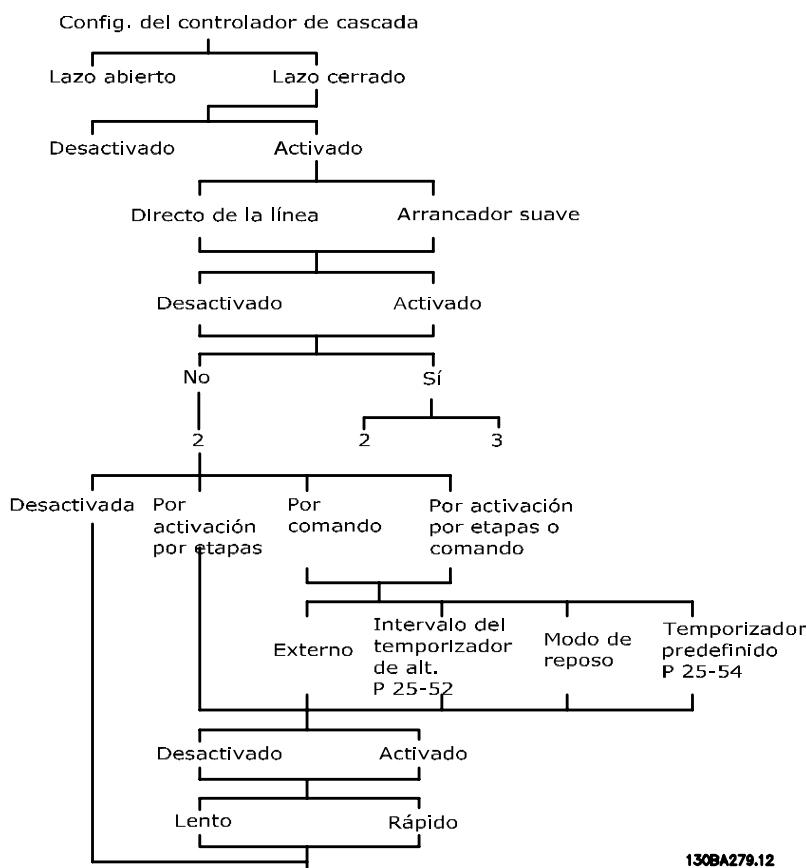 Config. del controlador de cascada
Lazo abierto Lazo cerrado
Desactivado Activado
Directo de la línea Arrancador suave
Desactivado Activado
No Sí
2 2 3
Desactivada
Por
activación
por etapas
Por
comando
Por activación
por etapas o
comando
Externo
Intervalo del
temporizador
de alt.
P 25-52
Modo de
reposo
Temporizador
predefinido
P 25-54
Desactivado Activado
Lento Rápido
130BA279.12